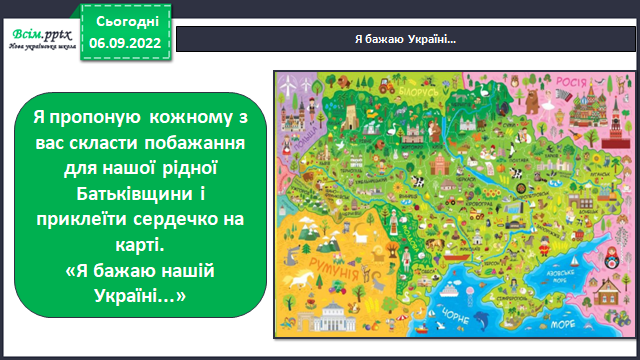 Всім.pptx
Нова українська школа
Сьогодні
06.09.2022
Я бажаю Україні...
Я пропоную кожному з
вас скласти побажання
для нашої рідної
Батьківщини і
приклеїти сердечко на
карті.
«Я бажаю нашій
Україні...»
БІЛОРУСЬ
РОСІЯ
РУМУНІЯ
АЗОВСЬКЕ
МОРЕ
ЧОРНЕ
МОРЕ